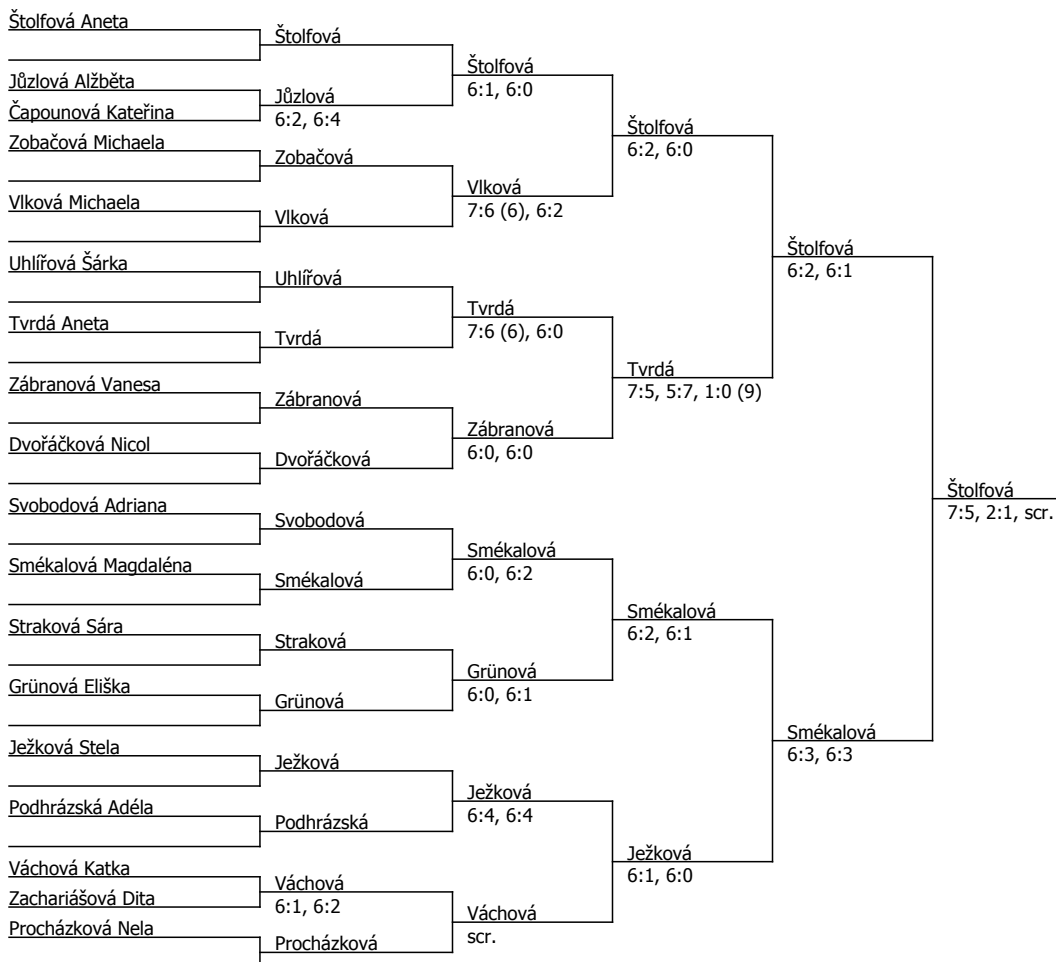 Štolfová Aneta
Jůzlová Alžběta
Čapounová Kateřina
Zobačová Michaela
Vlková Michaela
Uhlířová Šárka
Tvrdá Aneta
Zábranová Vanesa
Dvořáčková Nicol
Svobodová Adriana
Smékalová Magdaléna
Straková Sára
Grünová Eliška
Ježková Stela
Podhrázská Adéla
Váchová Katka
Zachariášová Dita
Procházková Nela
Štolfová
Jůzlová
6:2, 6:4
Zobačová
Vlková
Uhlířová
Tvrdá
Zábranová
Dvořáčková
Svobodová
Smékalová
Straková
Grünová
Ježková
Podhrázská
Váchová
6:1, 6:2
Procházková
Štolfová
6:1, 6:0
Vlková
7:6 (6), 6:2
Tvrdá
7:6 (6), 6:0
Zábranová
6:0, 6:0
Smékalová
6:0, 6:2
Grünová
6:0, 6:1
Ježková
6:4, 6:4
Váchová
scr.
Štolfová
6:2, 6:0
Tvrdá
7:5, 5:7, 1:0 (9)
Smékalová
6:2, 6:1
Ježková
6:1, 6:0
Štolfová
6:2, 6:1
Smékalová
6:3, 6:3
Štolfová
7:5, 2:1, scr.